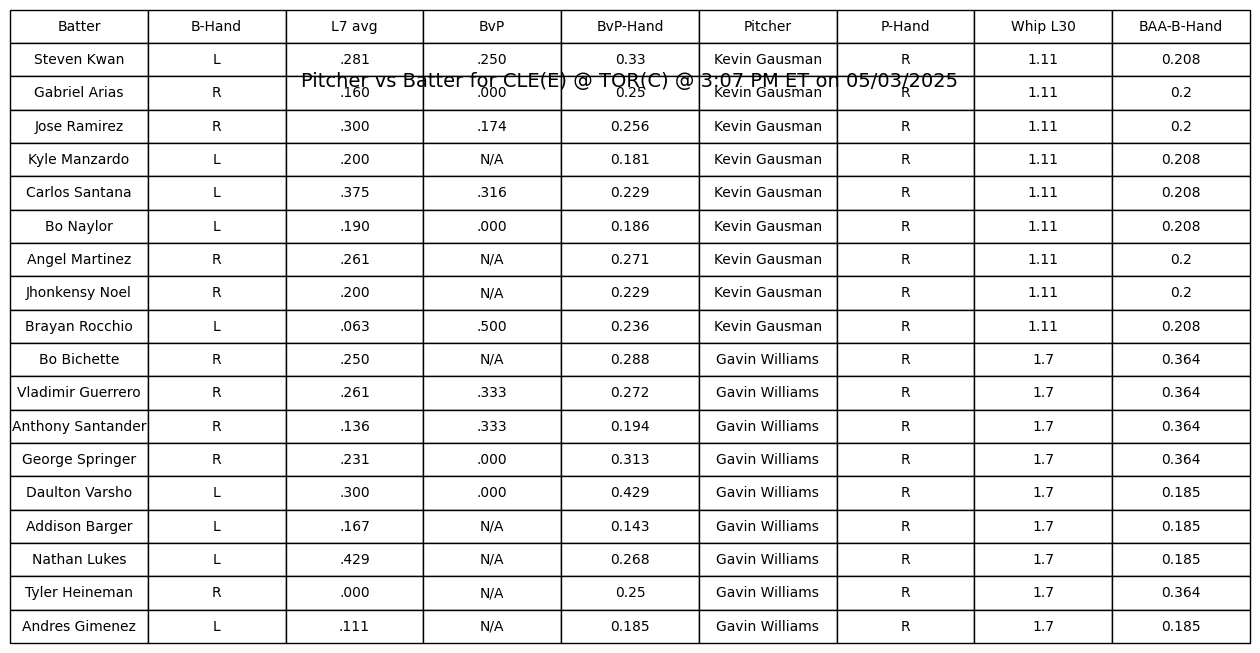 Batter B-Hand L7 avg BvP BvP-Hand Pitcher P-Hand Whip L30 BAA-B-Hand
Steven Kwan L .281 .250 0.33 Kevin Gausman R 1.11 0.208
Pitcher vs Batter for CLE(E) @ TOR(C) @ 3:07 PM ET on 05/03/2025
Gabriel Arias R .160 .000 0.25 Kevin Gausman R 1.11 0.2
Jose Ramirez R .300 .174 0.256 Kevin Gausman R 1.11 0.2
Kyle Manzardo L .200 N/A 0.181 Kevin Gausman R 1.11 0.208
Carlos Santana L .375 .316 0.229 Kevin Gausman R 1.11 0.208
Bo Naylor L .190 .000 0.186 Kevin Gausman R 1.11 0.208
Angel Martinez R .261 N/A 0.271 Kevin Gausman R 1.11 0.2
Jhonkensy Noel R .200 N/A 0.229 Kevin Gausman R 1.11 0.2
Brayan Rocchio L .063 .500 0.236 Kevin Gausman R 1.11 0.208
Bo Bichette R .250 N/A 0.288 Gavin Williams R 1.7 0.364
Vladimir Guerrero R .261 .333 0.272 Gavin Williams R 1.7 0.364
Anthony Santander R .136 .333 0.194 Gavin Williams R 1.7 0.364
George Springer R .231 .000 0.313 Gavin Williams R 1.7 0.364
Daulton Varsho L .300 .000 0.429 Gavin Williams R 1.7 0.185
Addison Barger L .167 N/A 0.143 Gavin Williams R 1.7 0.185
Nathan Lukes L .429 N/A 0.268 Gavin Williams R 1.7 0.185
Tyler Heineman R .000 N/A 0.25 Gavin Williams R 1.7 0.364
Andres Gimenez L .111 N/A 0.185 Gavin Williams R 1.7 0.185